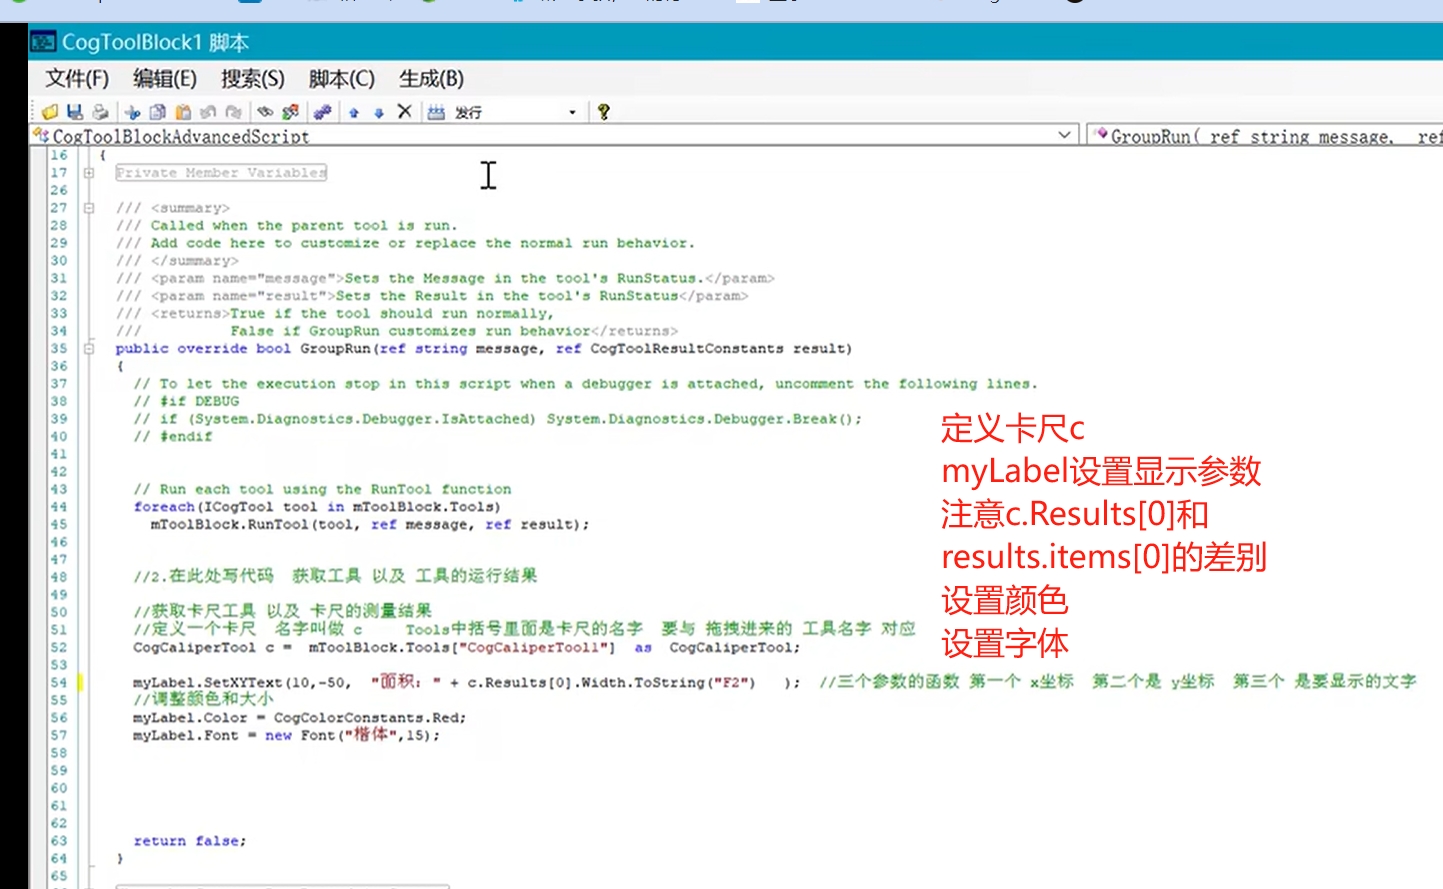 CogToolBlock1 脚本
文件(F) 编辑(E) 搜索(S) 脚本(C) 生成(B)
发行
CogToolBlockAdvancedScript
GroupRun( ref string message, ref
16 {
17 Private Member Variables
26
27 /// <summary>
28 /// Called when the parent tool is run.
29 /// Add code here to customize or replace the normal run behavior.
30 /// </summary>
31 /// <param name="message">Sets the Message in the tool's RunStatus.</param>
32 /// <param name="result">Sets the Result in the tool's RunStatus</param>
33 /// <returns>True if the tool should run normally,
34 /// False if GroupRun customizes run behavior</returns>
35 public override bool GroupRun(ref string message, ref CogToolResultConstants result)
36 {
37 // To let the execution stop in this script when a debugger is attached, uncomment the following lines.
38 // #if DEBUG
39 // if (System.Diagnostics.Debugger.IsAttached) System.Diagnostics.Debugger.Break();
40 // #endif
41
42
43 // Run each tool using the RunTool function
44 foreach(ICogTool tool in mToolBlock.Tools)
45 mToolBlock.RunTool(tool, ref message, ref result);
46
47
48 //2.在此处写代码 获取工具 以及 工具的运行结果
49
50 //获取卡尺工具 以及 卡尺的测量结果
51 //定义一个卡尺 名字叫做 c Tools中括号里面是卡尺的名字 要与 拖拽进来的 工具名字 对应
52 CogCaliperTool c = mToolBlock.Tools["CogCaliperTool1"] as CogCaliperTool;
53
54 myLabel.SetXYText(10,-50, "面积: " + c.Results[0].Width.ToString("F2") ); //三个参数的函数 第一个 x坐标 第二个是 y坐标 第三个 是要显示的文字
55 //调整颜色和大小
56 myLabel.Color = CogColorConstants.Red;
57 myLabel.Font = new Font("楷体",15);
58
59
60
61
62
63 return false;
64 }
65
定义卡尺c
myLabel设置显示参数
注意c.Results[0]和
results.items[0]的差别
设置颜色
设置字体